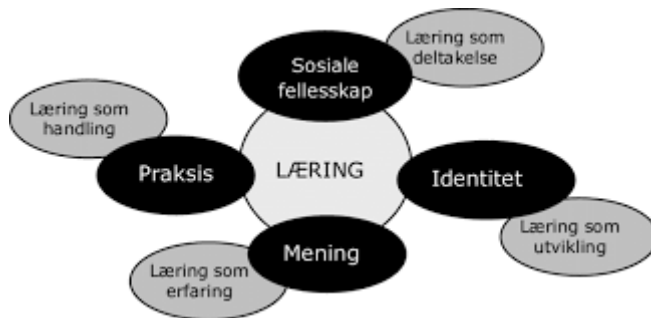 Sosiale
fellesskap
Læring som
deltakelse
Læring som
handling
Praksis
LÆRING
Identitet
Mening
Læring som
utvikling
Læring som
erfaring